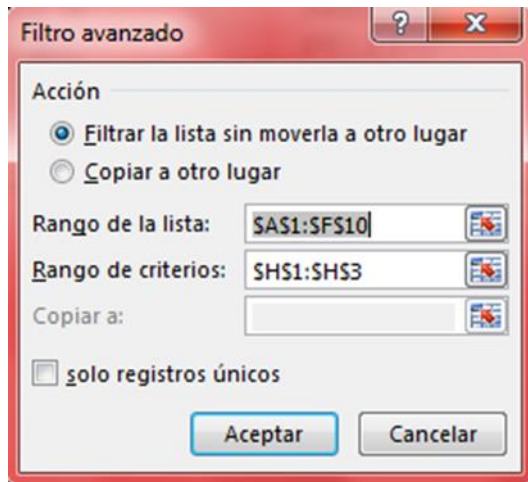 Filtro avanzado
Acción
Filtrar la lista sin moverla a otro lugar
Copiar a otro lugar
Rango de la lista: $A$1:$F$10
Rango de criterios: $H$1:$H$3
Copiar a:
solo registros únicos
Aceptar Cancelar